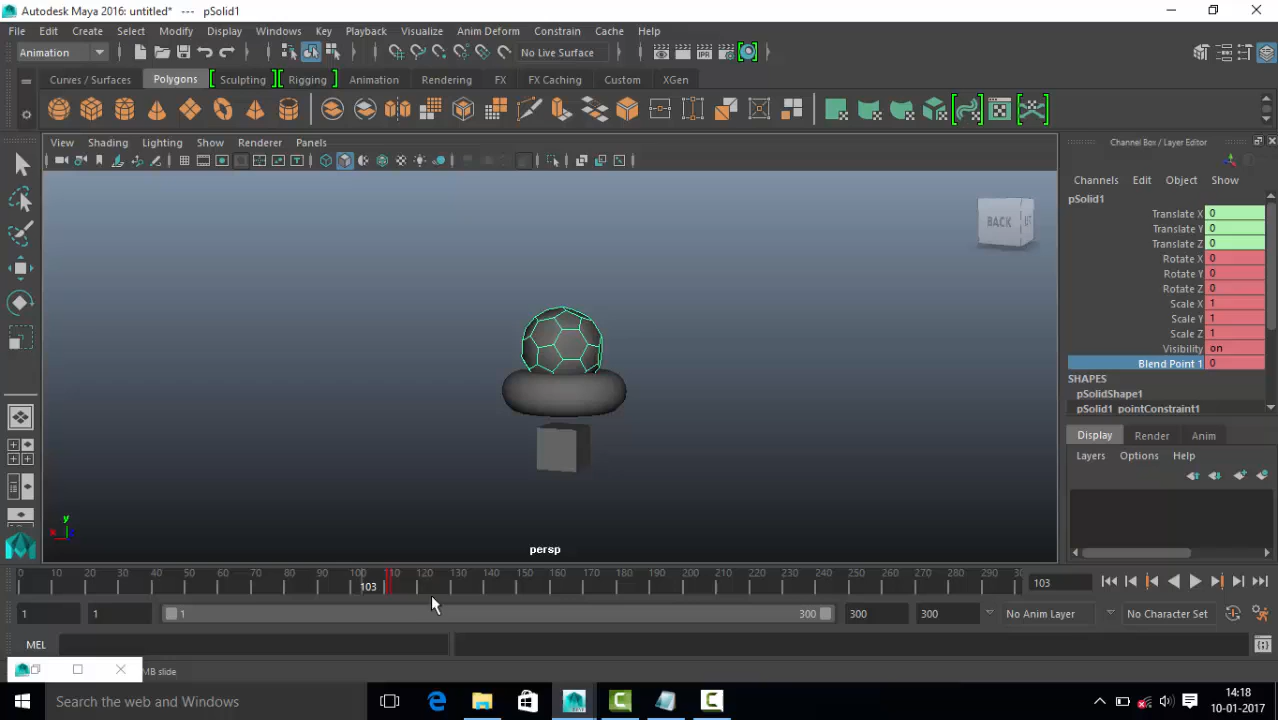 Autodesk Maya 2016: untitled* --- pSolid1
File Edit Create Select Modify Display Windows Key Playback Visualize Anim Deform Constrain Cache Help
Animation No Live Surface
Curves / Surfaces Polygons Sculpting Rigging Animation Rendering FX FX Caching Custom XGen
View Shading Lighting Show Renderer Panels
Channel Box / Layer Editor
Channels Edit Object Show
pSolid1
Translate X 0
Translate Y 0
Translate Z 0
Rotate X 0
Rotate Y 0
Rotate Z 0
Scale X 1
Scale Y 1
Scale Z 1
Visibility on
Blend Point 1 0
SHAPES
pSolidShape1
pSolid1_pointConstraint1
BACK
Display Render Anim
Layers Options Help
y
persp
0 10 20 30 40 50 60 70 80 90 100 110 120 130 140 150 160 170 180 190 200 210 220 230 240 250 260 270 280 290 30
103 103
1 1 1 300 300 300 No Anim Layer No Character Set
MEL
MB slide
Search the web and Windows
14:18
10-01-2017